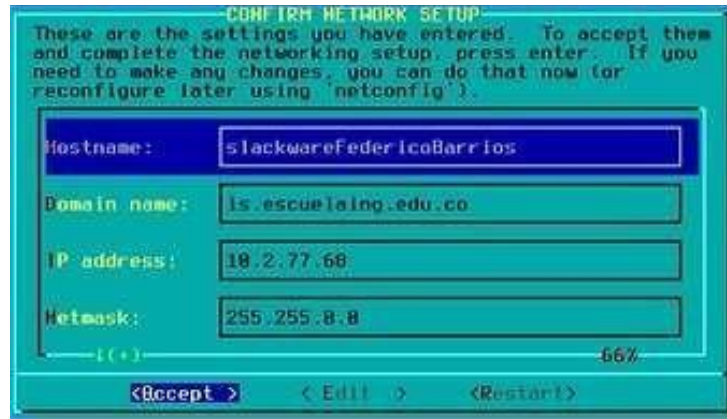 CONFIRM NETWORK SETUP
These are the settings you have entered. To accept them
and complete the networking setup, press enter. If you
need to make any changes, you can do that now (or
reconfigure later using 'netconfig').
Hostname: slackwareFedericoBarrios
Domain name: is.escuelaing.edu.co
IP address: 10.2.77.68
Netmask: 255.255.0.0
↓(+) 66%
<Accept > < Edit > <Restart>